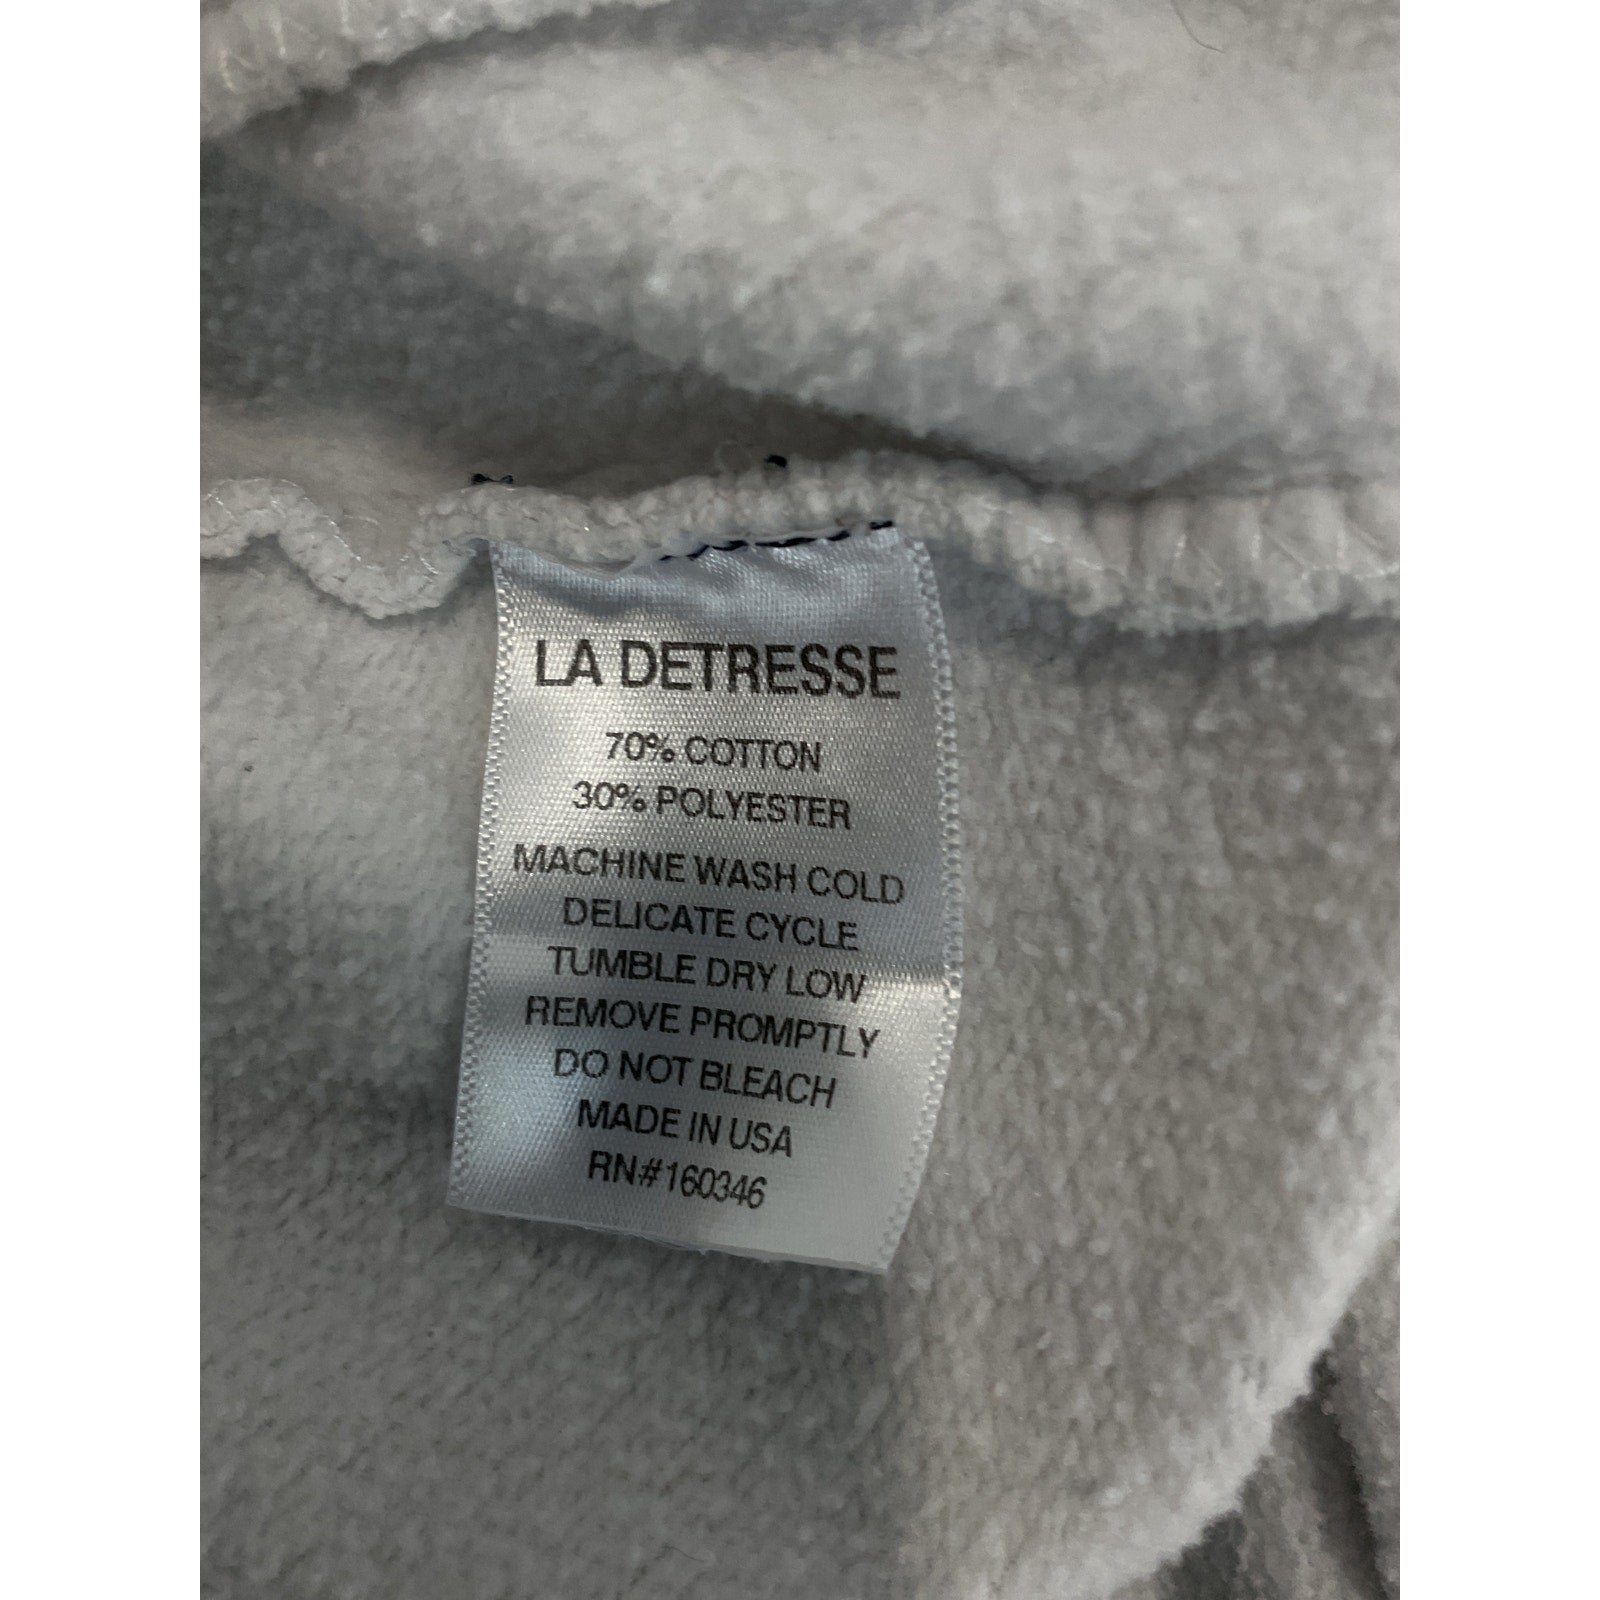 LA DETRESSE
70% COTTON
30% POLYESTER
MACHINE WASH COLD
DELICATE CYCLE
TUMBLE DRY LOW
REMOVE PROMPTLY
DO NOT BLEACH
MADE IN USA
RN#160346